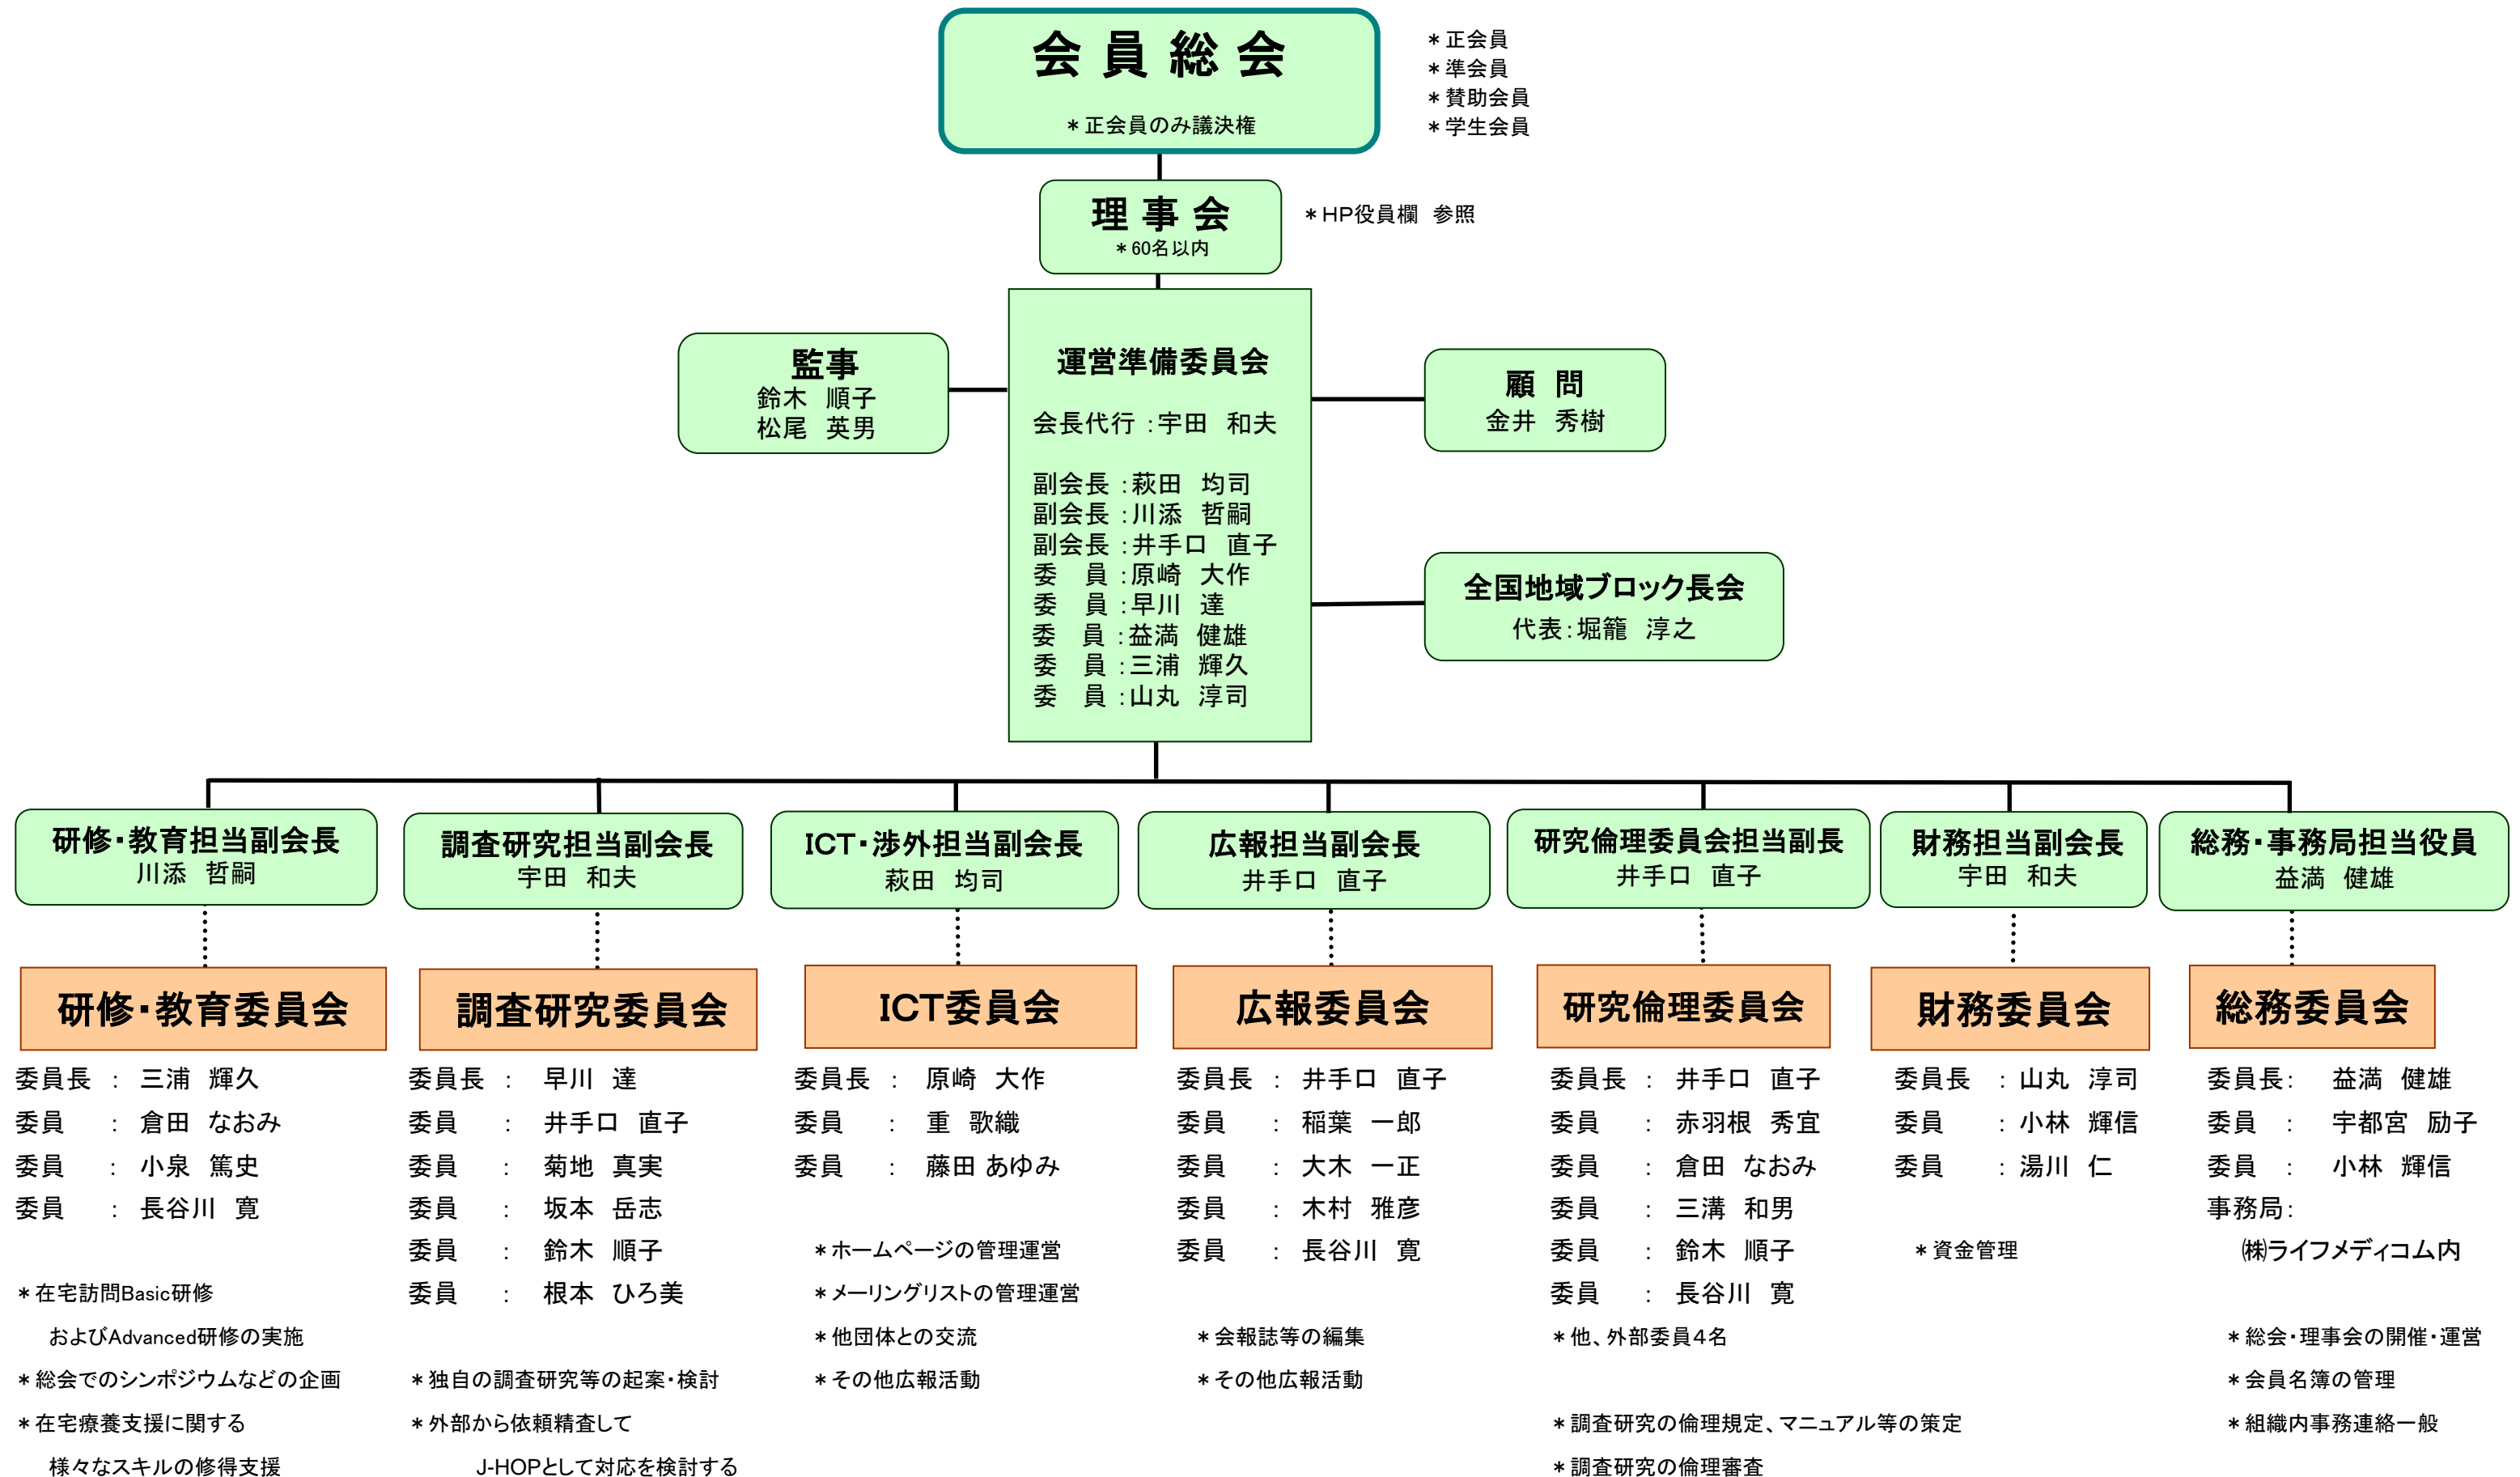 会 員 総 会
＊正会員のみ議決権
＊正会員
＊準会員
＊賛助会員
＊学生会員
理 事 会
＊60名以内
＊HP役員欄　参照
監事
鈴木　順子
松尾　英男
運営準備委員会
会長代行：宇田　和夫
副会長：萩田　均司
副会長：川添　哲嗣
副会長：井手口　直子
委　員：原崎　大作
委　員：早川　達
委　員：益満　健雄
委　員：三浦　輝久
委　員：山丸　淳司
顧　問
金井　秀樹
全国地域ブロック長会
代表：堀籠　淳之
研修・教育担当副会長
川添　哲嗣
調査研究担当副会長
宇田　和夫
ICT・渉外担当副会長
萩田　均司
広報担当副会長
井手口　直子
研究倫理委員会担当副長
井手口　直子
財務担当副会長
宇田　和夫
総務・事務局担当役員
益満　健雄
研修・教育委員会
委員長　：　三浦　輝久
委員　：　倉田　なおみ
委員　：　小泉　篤史
委員　：　長谷川　寛
＊在宅訪問Basic研修
およびAdvanced研修の実施
＊総会でのシンポジウムなどの企画
＊在宅療養支援に関する
様々なスキルの修得支援
調査研究委員会
委員長　：　早川　達
委員　：　井手口　直子
委員　：　菊地　真実
委員　：　坂本　岳志
委員　：　鈴木　順子
委員　：　根本　ひろ美
＊独自の調査研究等の起案・検討
＊外部から依頼精査して
J-HOPとして対応を検討する
ICT委員会
委員長　：　原崎　大作
委員　：　重　歌織
委員　：　藤田 あゆみ
＊ホームページの管理運営
＊メーリングリストの管理運営
＊他団体との交流
＊その他広報活動
広報委員会
委員長　：　井手口　直子
委員　：　稲葉　一郎
委員　：　大木　一正
委員　：　木村　雅彦
委員　：　長谷川　寛
＊会報誌等の編集
＊その他広報活動
研究倫理委員会
委員長　：　井手口　直子
委員　：　赤羽根　秀宜
委員　：　倉田　なおみ
委員　：　三溝　和男
委員　：　鈴木　順子
委員　：　長谷川　寛
＊他、外部委員4名
＊調査研究の倫理規定、マニュアル等の策定
＊調査研究の倫理審査
財務委員会
委員長　：　山丸　淳司
委員　：　小林　輝信
委員　：　湯川　仁
＊資金管理
総務委員会
委員長：　益満　健雄
委員　：　宇都宮　励子
委員　：　小林　輝信
事務局：
㈱ライフメディコム内
＊総会・理事会の開催・運営
＊会員名簿の管理
＊組織内事務連絡一般